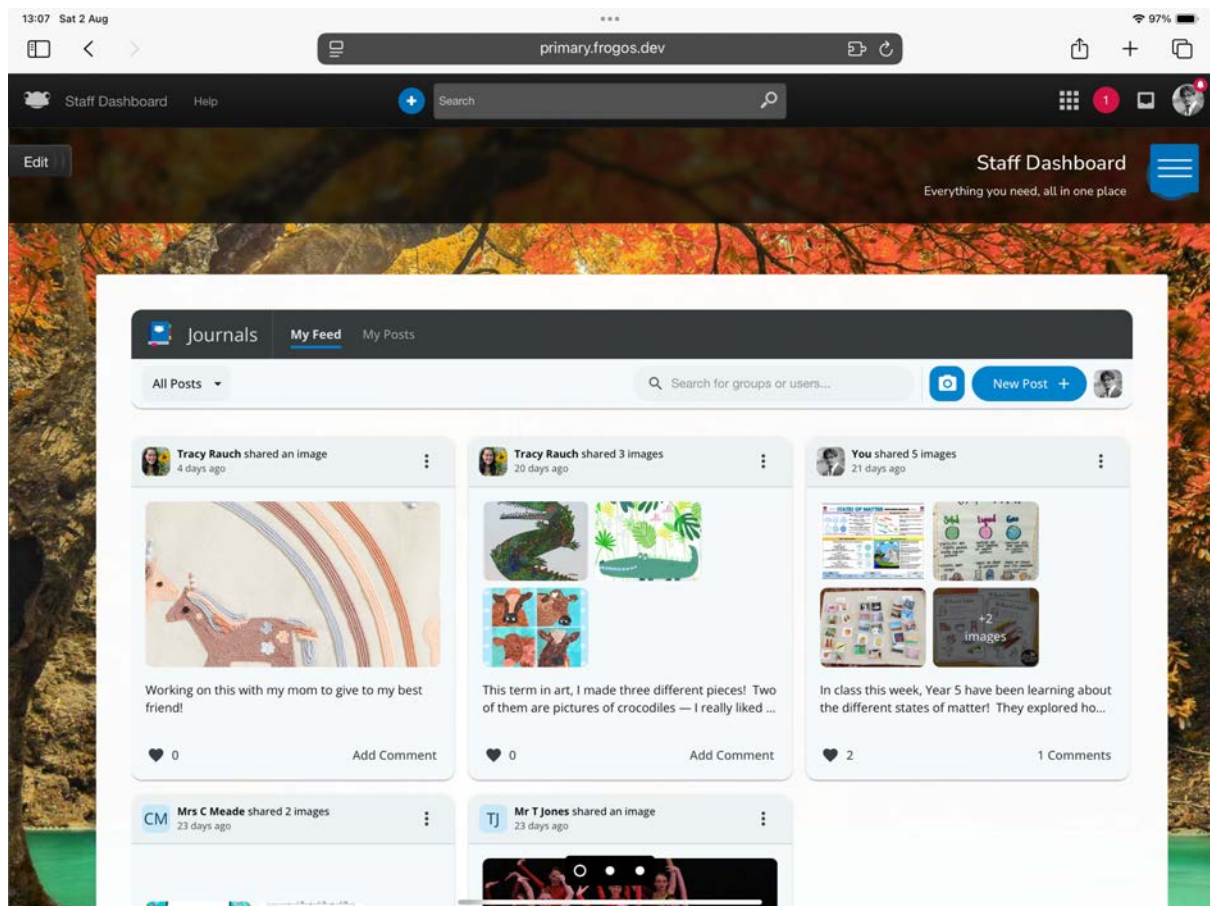 13:07 Sat 2 Aug
97%
primary.frogos.dev
Staff Dashboard Help
Search
1
Edit
Staff Dashboard
Everything you need, all in one place
Journals My Feed My Posts
All Posts
Search for groups or users...
New Post +
Tracy Rauch shared an image
4 days ago
Working on this with my mom to give to my best
friend!
0 Add Comment
Tracy Rauch shared 3 images
20 days ago
This term in art, I made three different pieces! Two
of them are pictures of crocodiles — I really liked ...
0 Add Comment
You shared 5 images
21 days ago
STATES OF MATTER
Solid Liquid Gas
+2
images
In class this week, Year 5 have been learning about
the different states of matter! They explored ho...
2 1 Comments
CM Mrs C Meade shared 2 images
23 days ago
TJ Mr T Jones shared an image
23 days ago